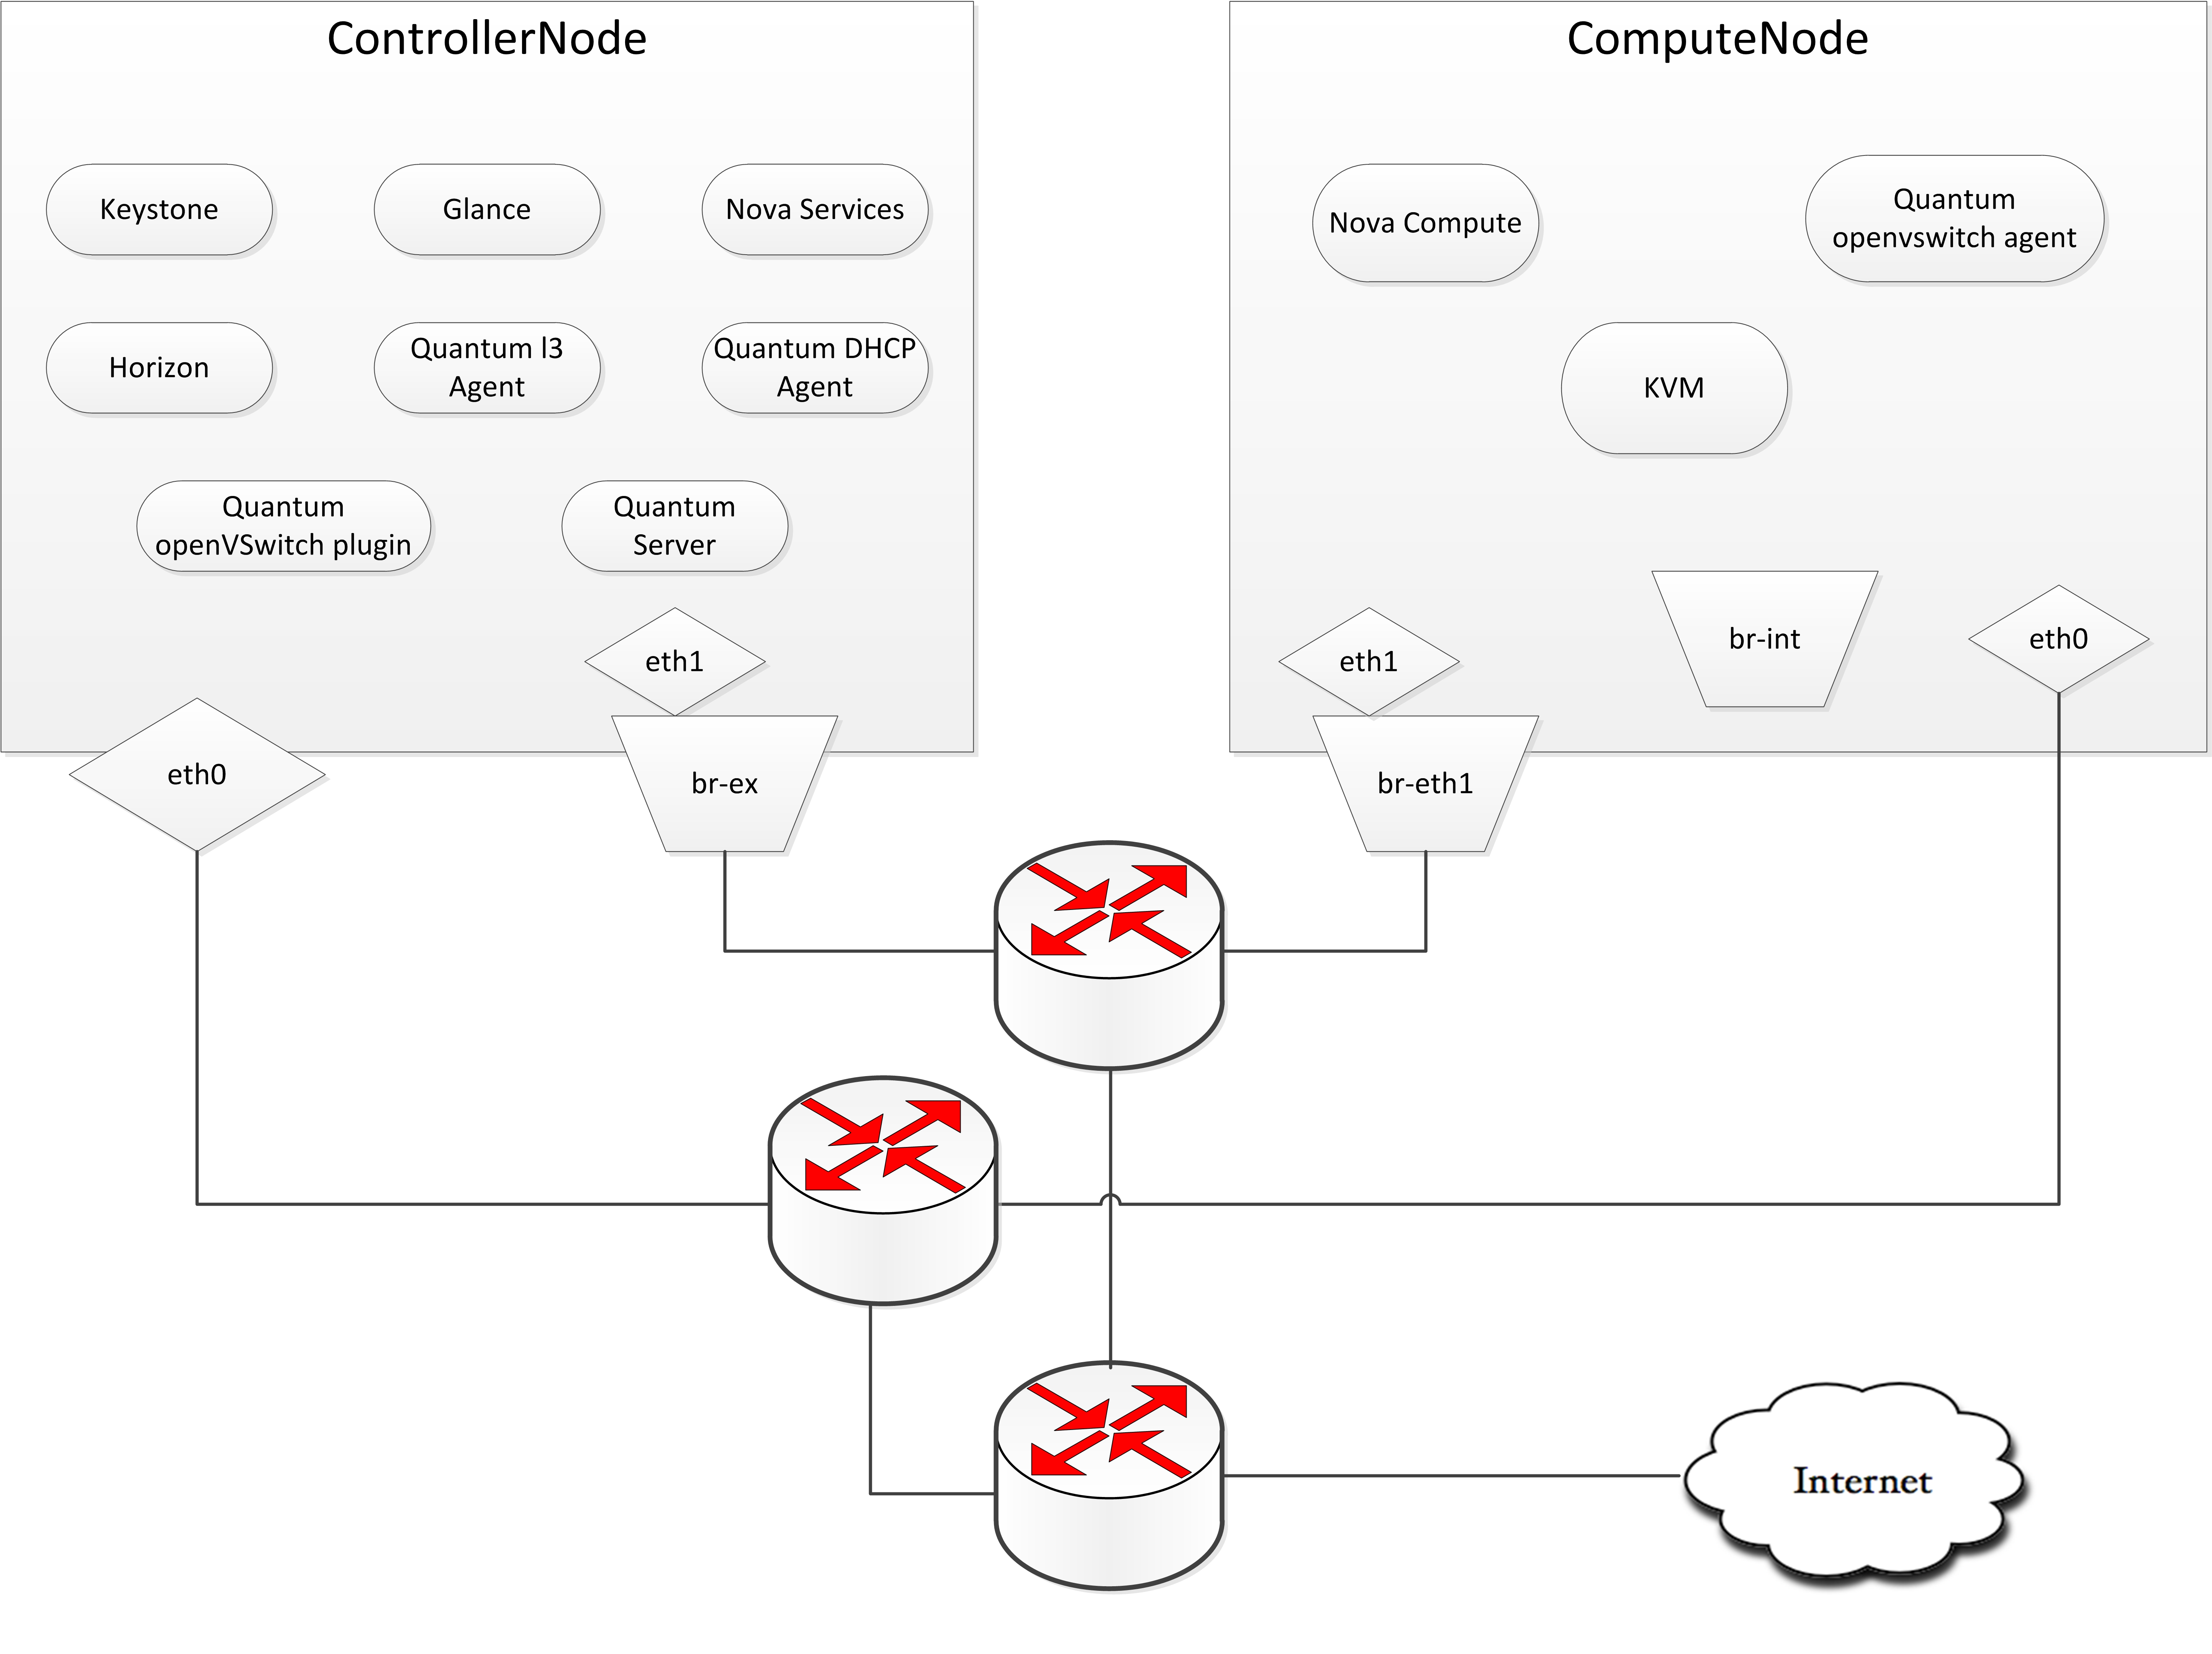 ControllerNode
Keystone
Glance
Nova Services
Horizon
Quantum l3
Agent
Quantum DHCP
Agent
Quantum
openVSwitch plugin
Quantum
Server
eth1
eth0
br-ex
ComputeNode
Nova Compute
Quantum
openvswitch agent
KVM
br-int
eth1
eth0
br-eth1
Internet